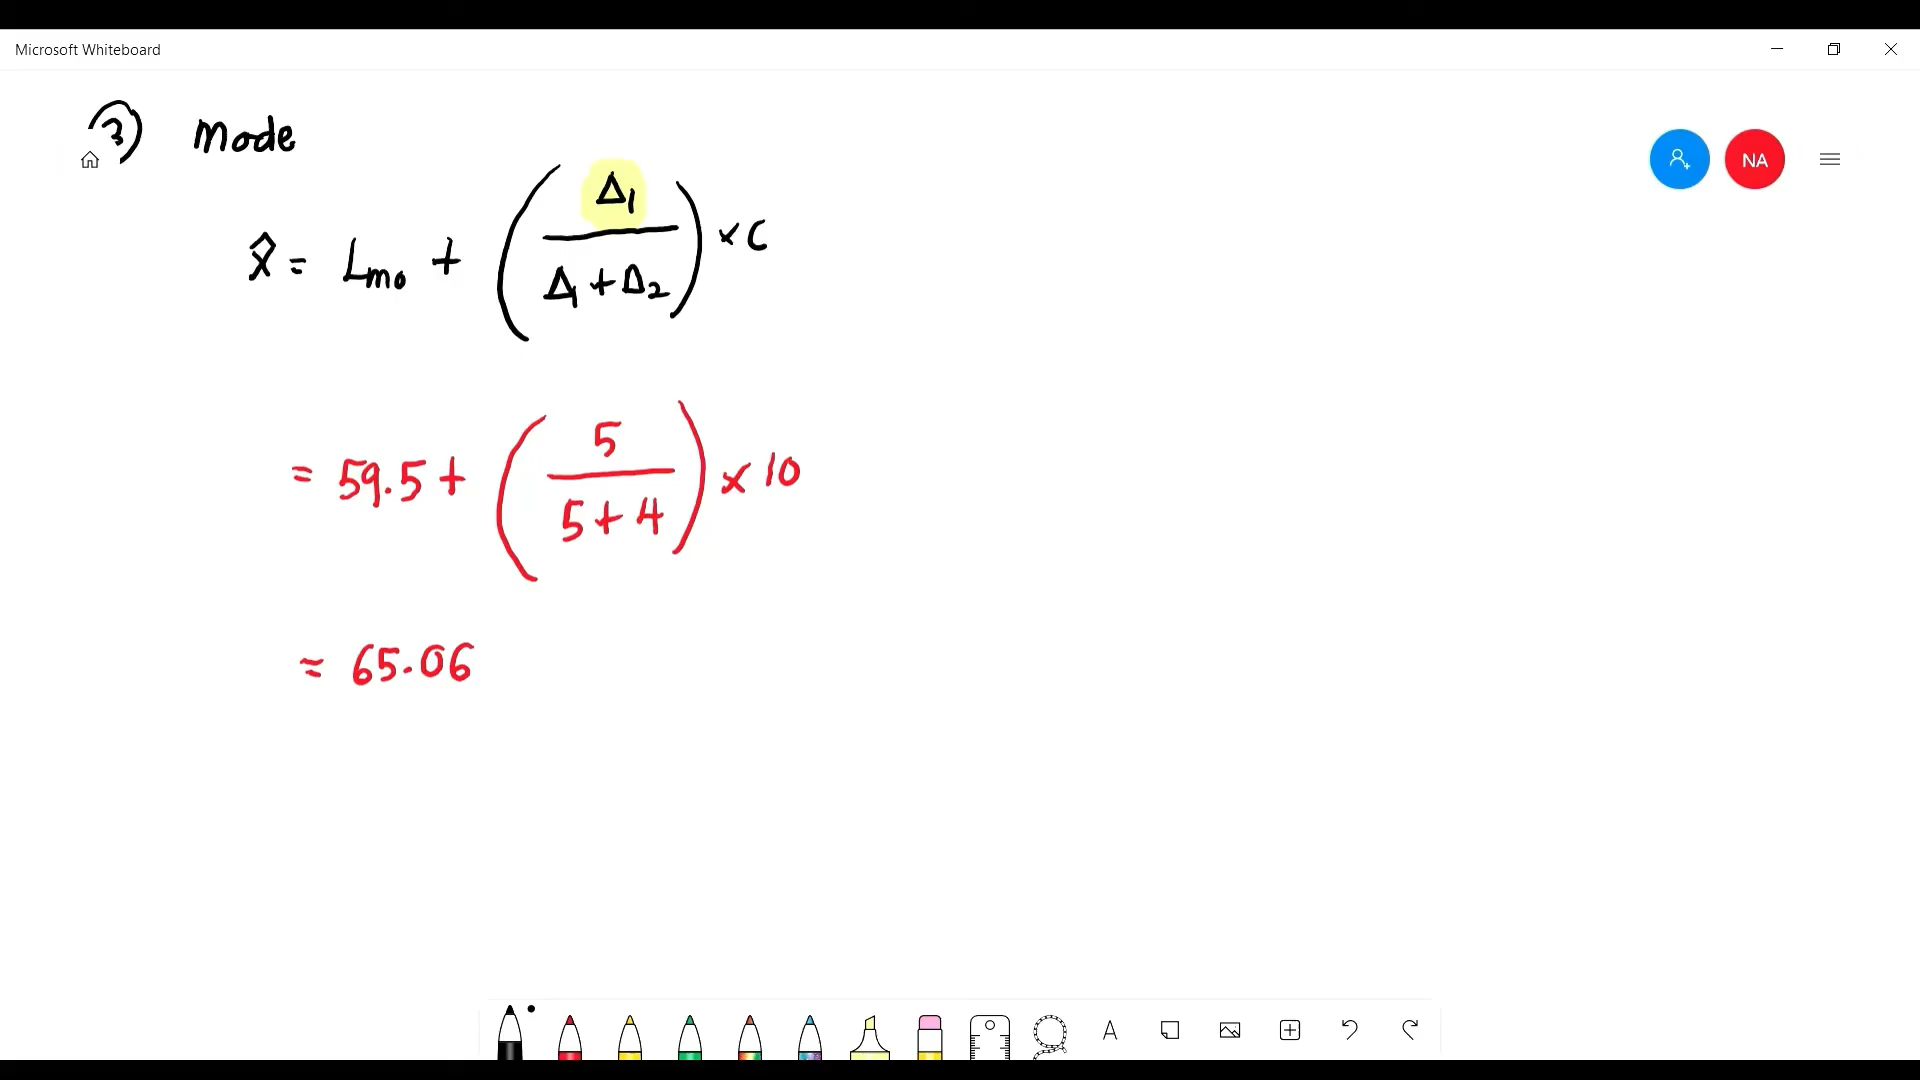 Microsoft Whiteboard
③ Mode
NA
x̂ = Lmo + (Δ1 / (Δ1 + Δ2)) × C
= 59.5 + (5 / (5 + 4)) × 10
≈ 65.06